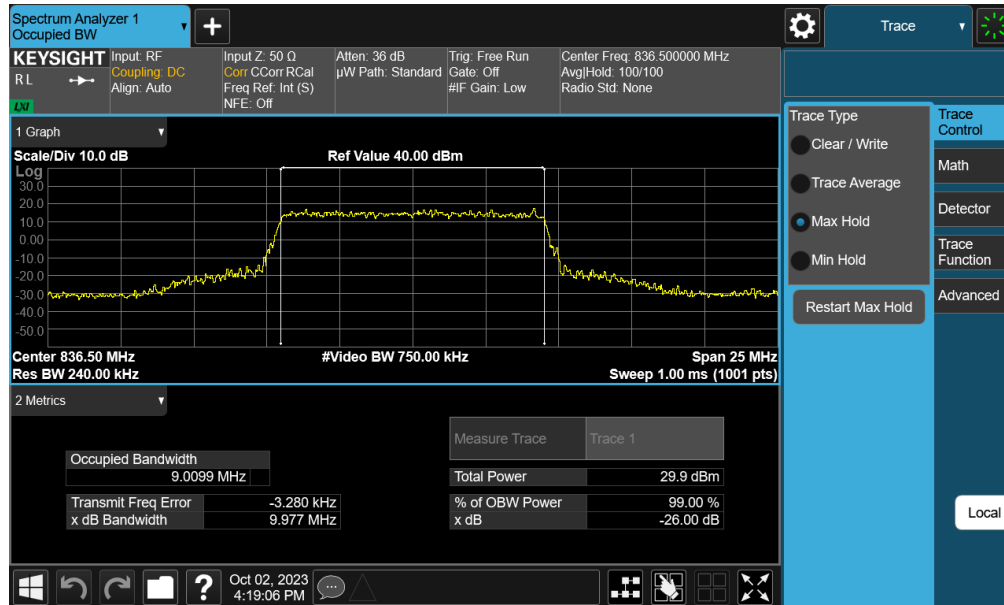 Spectrum Analyzer 1
Occupied BW
+
Trace
KEYSIGHT
RL
LXI
Input: RF
Coupling: DC
Align: Auto
Input Z: 50 Ω
Corr CCorr RCal
Freq Ref: Int (S)
NFE: Off
Atten: 36 dB
µW Path: Standard
Trig: Free Run
Gate: Off
#IF Gain: Low
Center Freq: 836.500000 MHz
Avg|Hold: 100/100
Radio Std: None
1 Graph
Scale/Div 10.0 dB
Ref Value 40.00 dBm
Log
30.0
20.0
10.0
0.00
-10.0
-20.0
-30.0
-40.0
-50.0
Center 836.50 MHz
#Video BW 750.00 kHz
Span 25 MHz
Res BW 240.00 kHz
Sweep 1.00 ms (1001 pts)
2 Metrics
Measure Trace
Trace 1
Occupied Bandwidth
9.0099 MHz
Total Power 29.9 dBm
Transmit Freq Error -3.280 kHz
% of OBW Power 99.00 %
x dB Bandwidth 9.977 MHz
x dB -26.00 dB
Trace Type
Clear / Write
Trace Average
Max Hold
Min Hold
Restart Max Hold
Trace
Control
Math
Detector
Trace
Function
Advanced
Local
?
Oct 02, 2023
4:19:06 PM